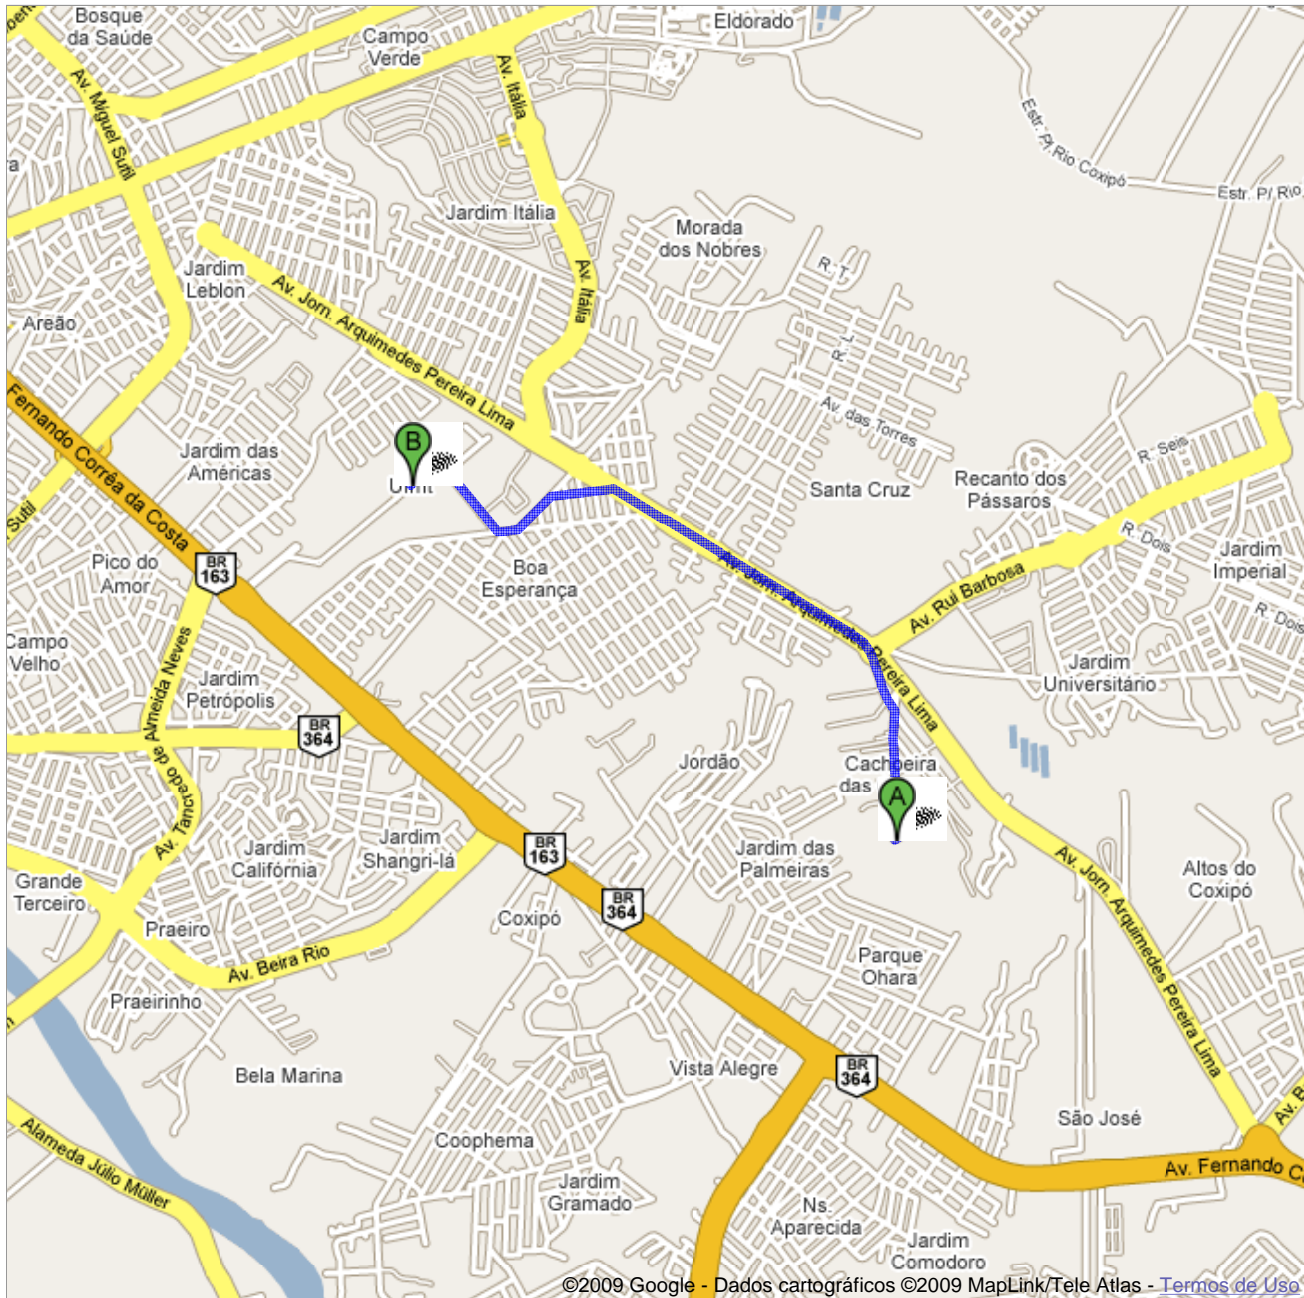 Bosque
da Saúde
Campo
Verde
Eldorado
Av. Miguel Sutil
Av. Itália
Estr. P/ Rio Coxipó
Estr. P/ Rio
Jardim Itália
Morada
dos Nobres
R. T
Jardim
Leblon
Av. Jorn. Arquimedes Pereira Lima
Av. Itália
Areão
R. L
Fernando Corrêa da Costa
Av. das Torres
B
Jardim das
Américas
R. Seis
Recanto dos
Pássaros
Santa Cruz
Sutil
R. Dois
Jardim
Imperial
Pico do
Amor
BR
163
Boa
Esperança
Av. Jorn. Arquimedes Pereira Lima
Av. Rui Barbosa
R. Dois
Campo
Velho
Av. Tancredo de Almeida Neves
Jardim
Petrópolis
Jardim
Universitário
BR
364
Jordão
Cachoeira
das
A
Jardim
Califórnia
Jardim
Shangri-lá
BR
163
Jardim das
Palmeiras
Av. Jorn. Arquimedes Pereira Lima
Altos do
Coxipó
Grande
Terceiro
BR
364
Coxipó
Praeiro
Av. Beira Rio
Parque
Ohara
Praeirinho
Bela Marina
Vista Alegre
BR
364
São José
Av. B
Alameda Júlio Müller
Coophema
Av. Fernando C
Jardim
Gramado
Ns.
Aparecida
Jardim
Comodoro
©2009 Google - Dados cartográficos ©2009 MapLink/Tele Atlas - Termos de Uso